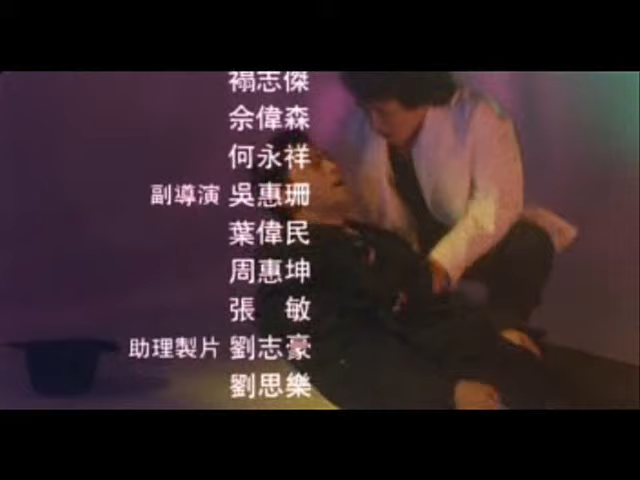 褟志傑
佘偉森
何永祥
副導演 吳惠珊
葉偉民
周惠坤
張 敏
助理製片 劉志豪
劉思樂